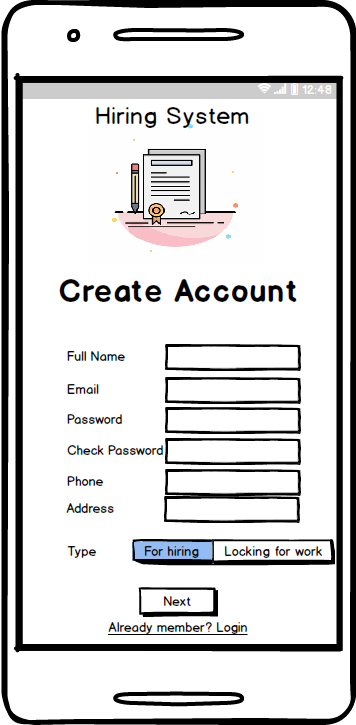 12:48
Hiring System
Create Account
Full Name
Email
Password
Check Password
Phone
Address
Type For hiring Locking for work
Next
Already member? Login